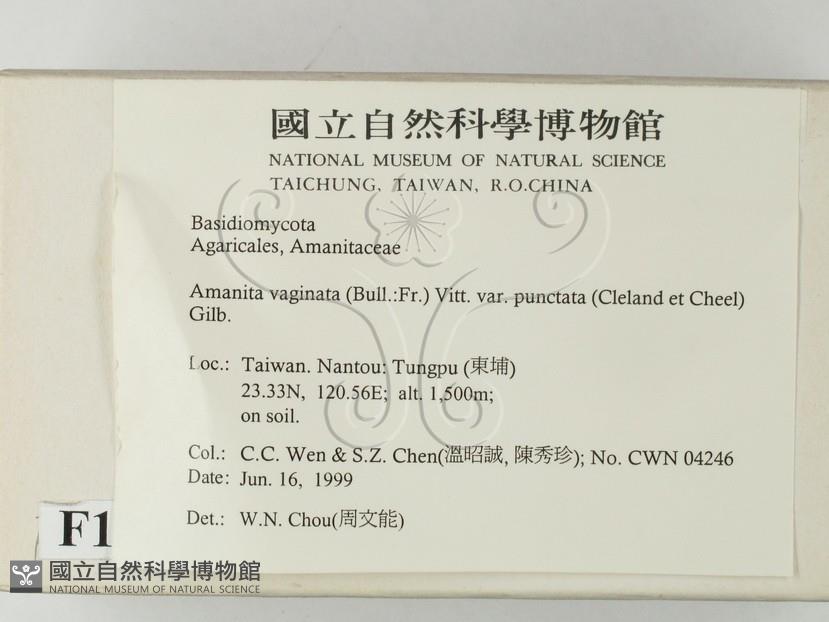 國立自然科學博物館
NATIONAL MUSEUM OF NATURAL SCIENCE
TAICHUNG, TAIWAN, R.O.CHINA
Basidiomycota
Agaricales, Amanitaceae
Amanita vaginata (Bull.:Fr.) Vitt. var. punctata (Cleland et Cheel)
Gilb.
Loc.: Taiwan. Nantou: Tungpu (東埔)
23.33N, 120.56E; alt. 1,500m;
on soil.
Col.: C.C. Wen & S.Z. Chen(溫昭誠, 陳秀珍); No. CWN 04246
Date: Jun. 16, 1999
Det.: W.N. Chou(周文能)
F1
國立自然科學博物館
NATIONAL MUSEUM OF NATURAL SCIENCE